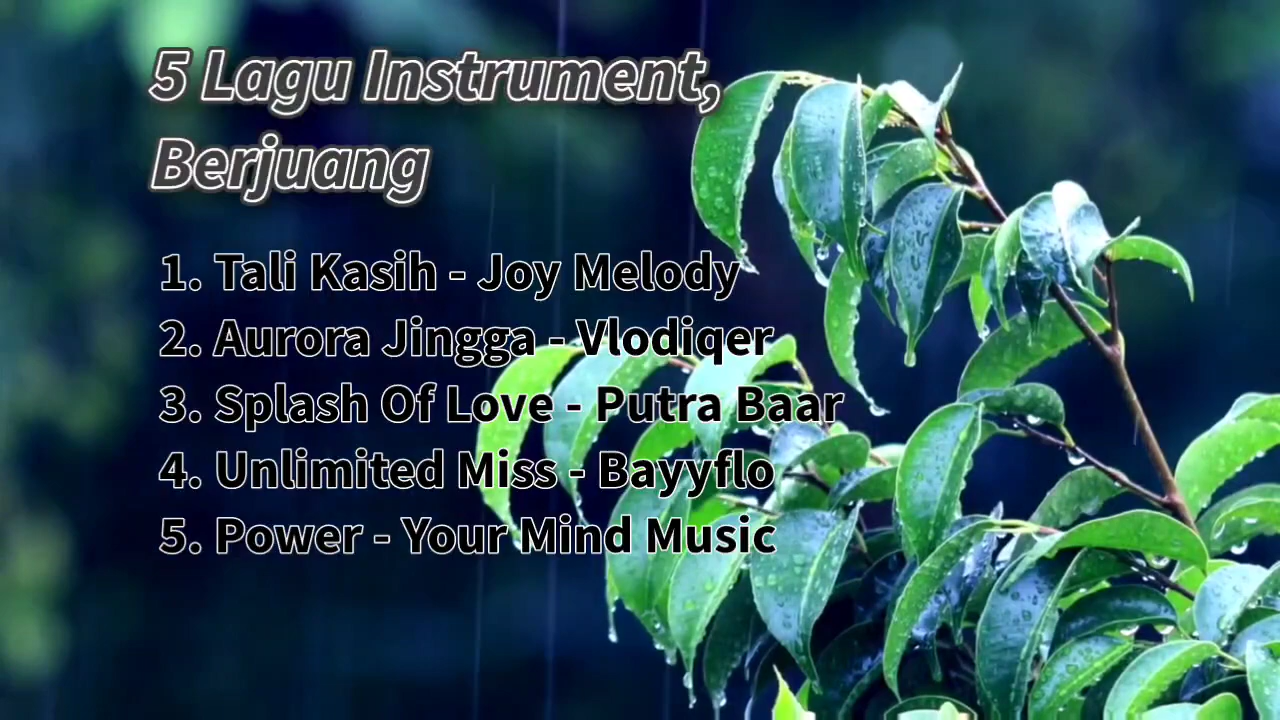 5 Lagu Instrument,
Berjuang
1. Tali Kasih - Joy Melody
2. Aurora Jingga - Vlodiqer
3. Splash Of Love - Putra Baar
4. Unlimited Miss - Bayyflo
5. Power - Your Mind Music